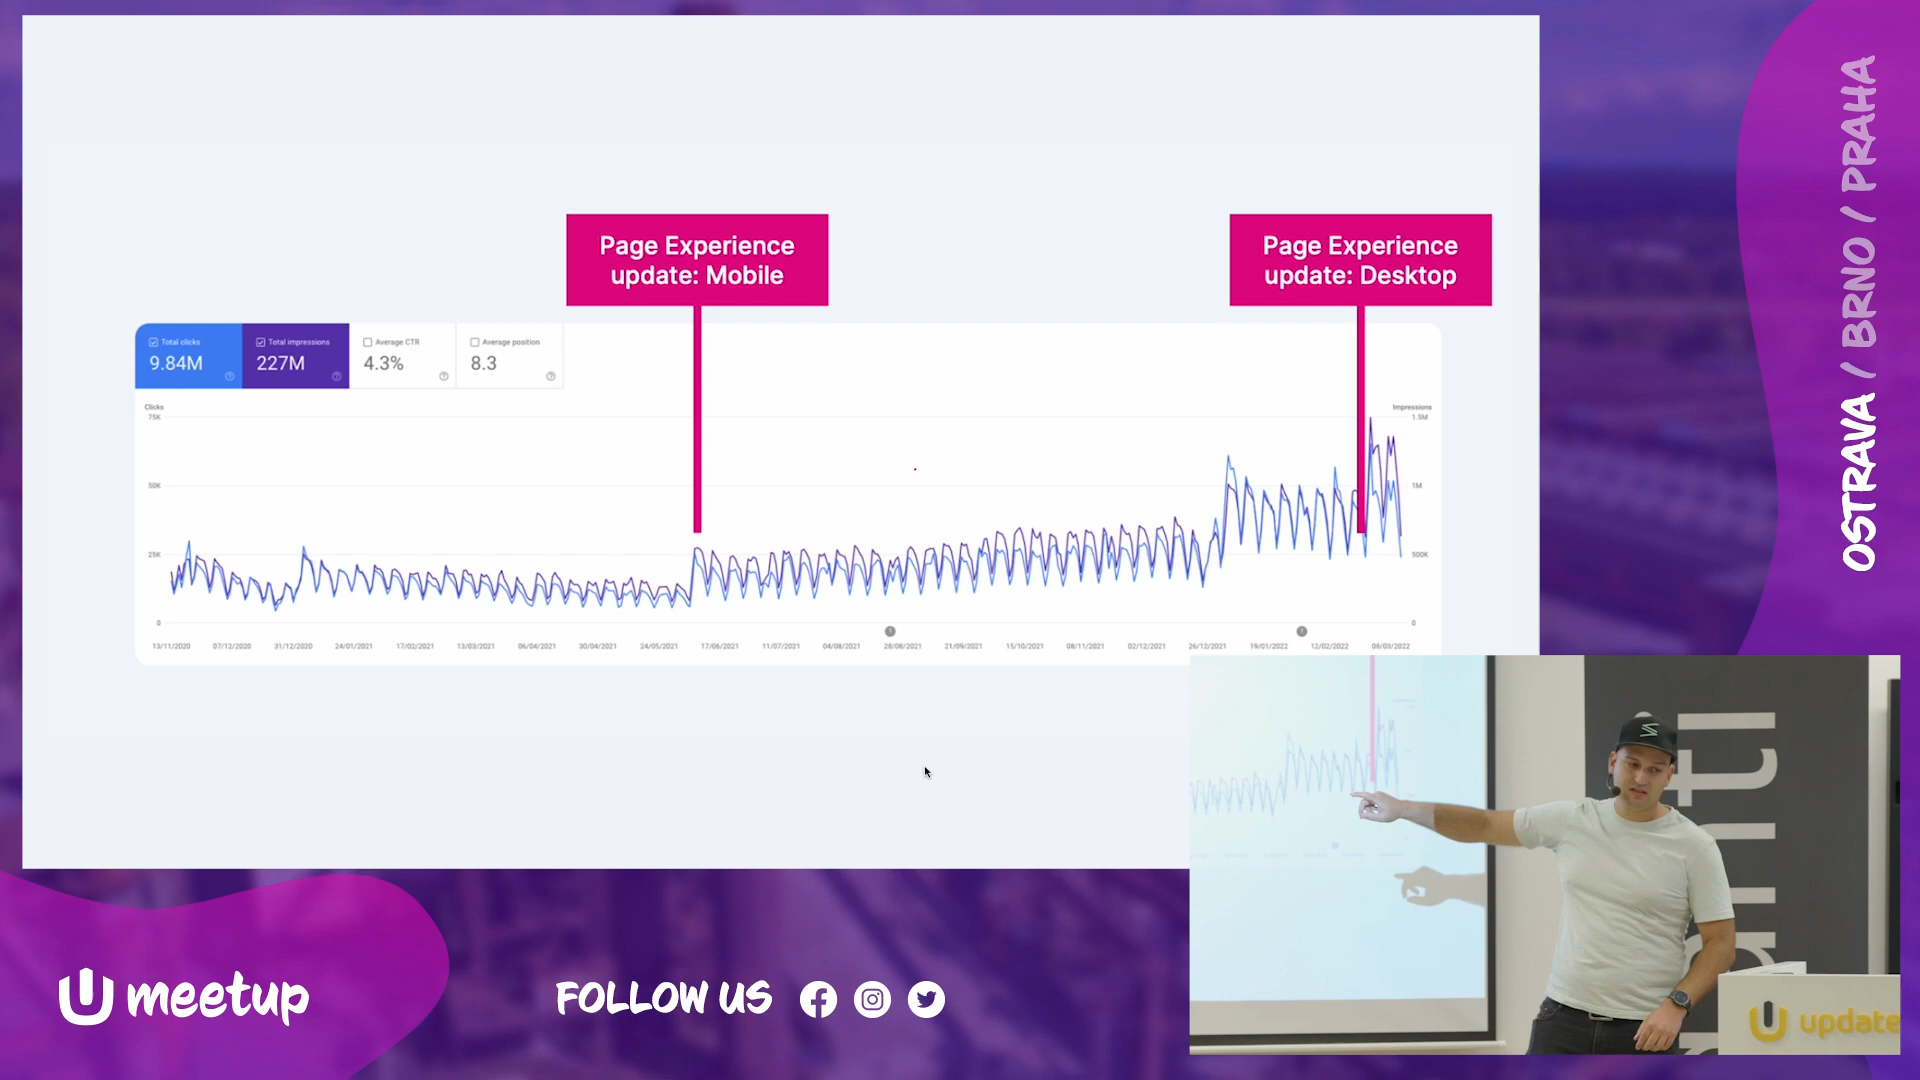 Page Experience
update: Mobile
Page Experience
update: Desktop
Total clicks
9.84M
Total impressions
227M
Average CTR
4.3%
Average position
8.3
Clicks
75K
50K
25K
0
Impressions
1.5M
1M
500K
0
13/11/2020 07/12/2020 31/12/2020 24/01/2021 17/02/2021 13/03/2021 06/04/2021 30/04/2021 24/05/2021 17/06/2021 11/07/2021 04/08/2021 28/08/2021 21/09/2021 15/10/2021 08/11/2021 02/12/2021 26/12/2021 19/01/2022 12/02/2022 08/03/2022
OSTRAVA / BRNO / PRAHA
meetup
FOLLOW US
update